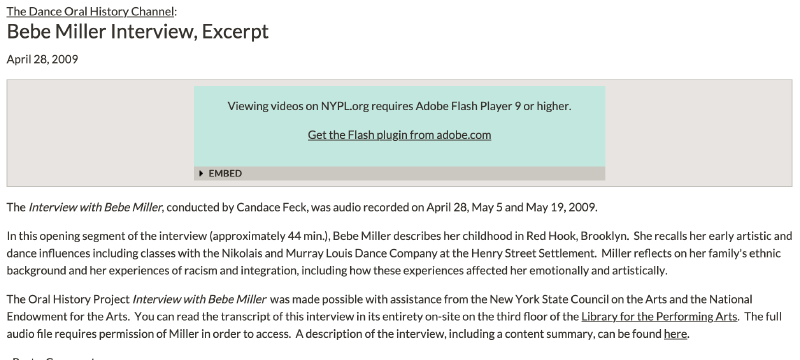 The Dance Oral History Channel:
Bebe Miller Interview, Excerpt
April 28, 2009
Viewing videos on NYPL.org requires Adobe Flash Player 9 or higher.
Get the Flash plugin from adobe.com
EMBED
The Interview with Bebe Miller, conducted by Candace Feck, was audio recorded on April 28, May 5 and May 19, 2009.
In this opening segment of the interview (approximately 44 min.), Bebe Miller describes her childhood in Red Hook, Brooklyn. She recalls her early artistic and
dance influences including classes with the Nikolais and Murray Louis Dance Company at the Henry Street Settlement. Miller reflects on her family's ethnic
background and her experiences of racism and integration, including how these experiences affected her emotionally and artistically.
The Oral History Project Interview with Bebe Miller was made possible with assistance from the New York State Council on the Arts and the National
Endowment for the Arts. You can read the transcript of this interview in its entirety on-site on the third floor of the Library for the Performing Arts. The full
audio file requires permission of Miller in order to access. A description of the interview, including a content summary, can be found here.